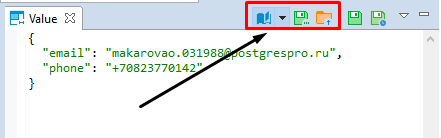 Value
{
"email": "makarovao.031988@postgrespro.ru",
"phone": "+70823770142"
}